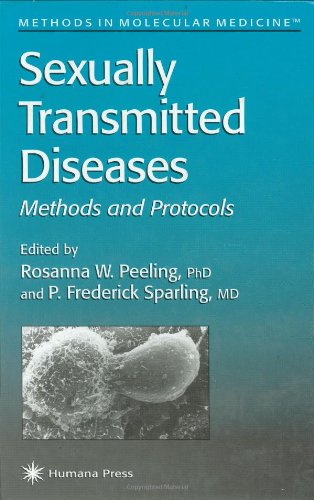 METHODS IN MOLECULAR MEDICINE™
Sexually
Transmitted
Diseases
Methods and Protocols
Edited by
Rosanna W. Peeling, PhD
and P. Frederick Sparling, MD
Humana Press